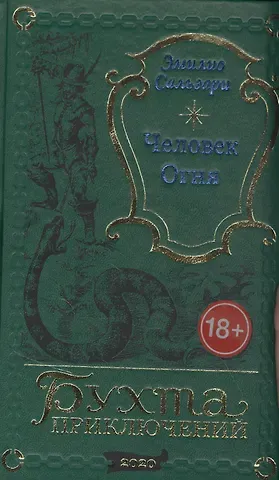 Эмилио
Сальгари
Человек
Огня
18+
Бухта
ПРИКЛЮЧЕНИЙ
2020